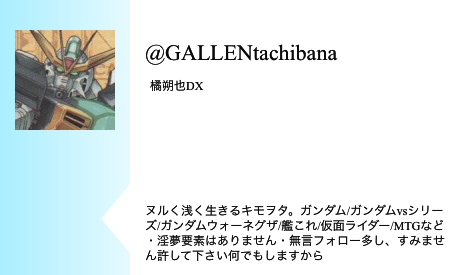 @GALLENtachibana
橘朔也DX
ヌルく浅く生きるキモヲタ。ガンダム/ガンダムvsシリー
ズ/ガンダムウォーネグザ/艦これ/仮面ライダー/MTGなど
・淫夢要素はありません・無言フォロー多し、すみませ
ん許して下さい何でもしますから